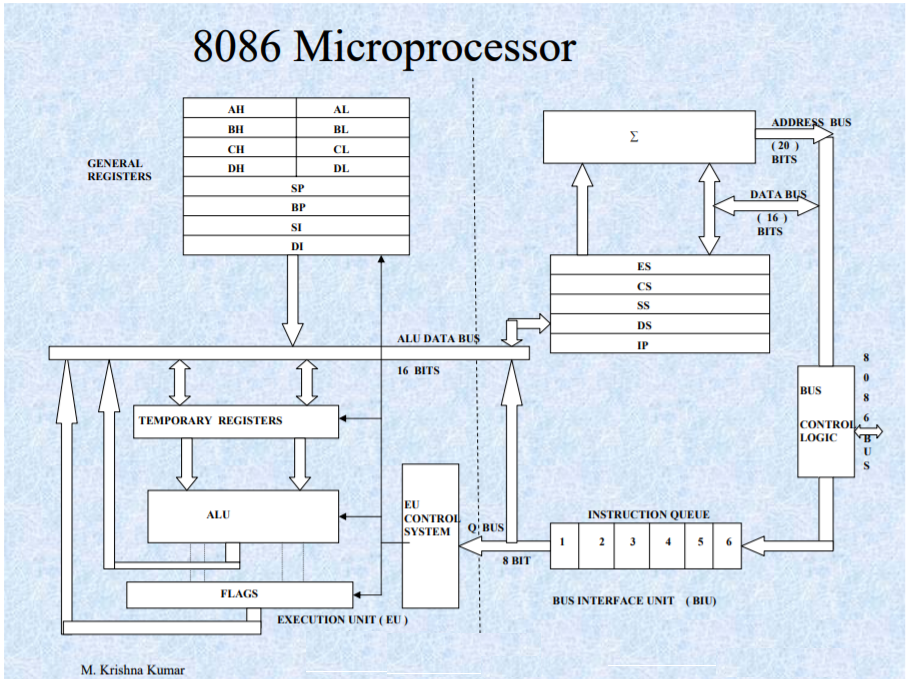 8086 Microprocessor
GENERAL
REGISTERS
AH AL
BH BL
CH CL
DH DL
SP
BP
SI
DI
Σ
ADDRESS BUS
( 20 )
BITS
DATA BUS
( 16 )
BITS
ES
CS
SS
DS
IP
ALU DATA BUS
16 BITS
TEMPORARY REGISTERS
ALU
FLAGS
EU
CONTROL
SYSTEM
EXECUTION UNIT ( EU )
Q BUS
8 BIT
INSTRUCTION QUEUE
1 2 3 4 5 6
BUS INTERFACE UNIT ( BIU)
BUS
CONTROL
LOGIC
8
0
8
6
B
U
S
M. Krishna Kumar